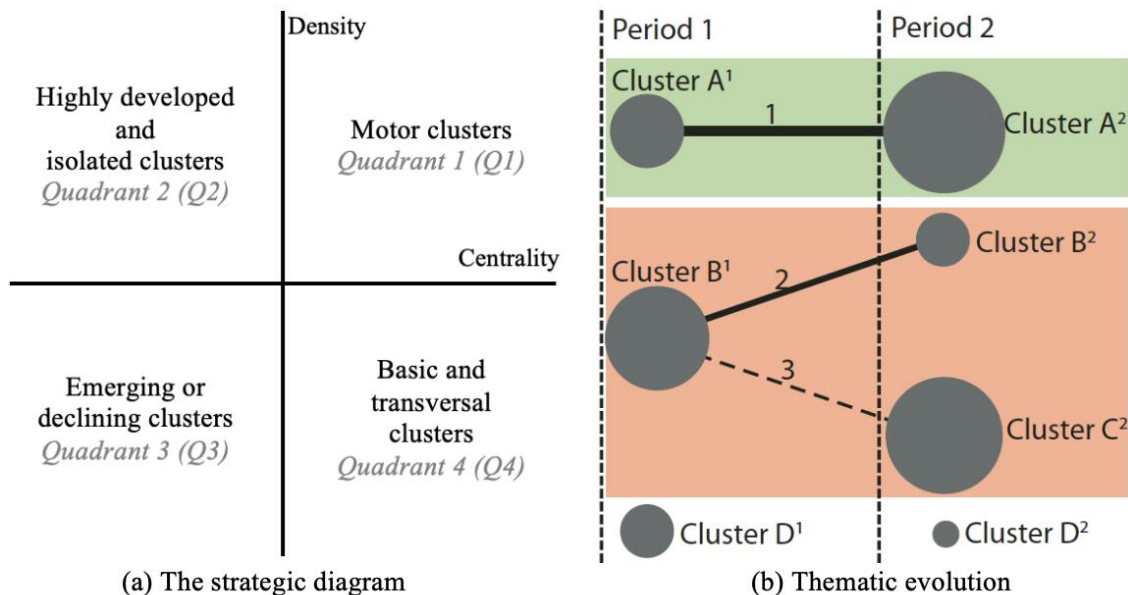 Density
Highly developed
and
isolated clusters
Quadrant 2 (Q2)
Motor clusters
Quadrant 1 (Q1)
Centrality
Emerging or
declining clusters
Quadrant 3 (Q3)
Basic and
transversal
clusters
Quadrant 4 (Q4)
(a) The strategic diagram
Period 1
Period 2
Cluster A¹
1
Cluster A²
Cluster B¹
2
Cluster B²
3
Cluster C²
Cluster D¹
Cluster D²
(b) Thematic evolution